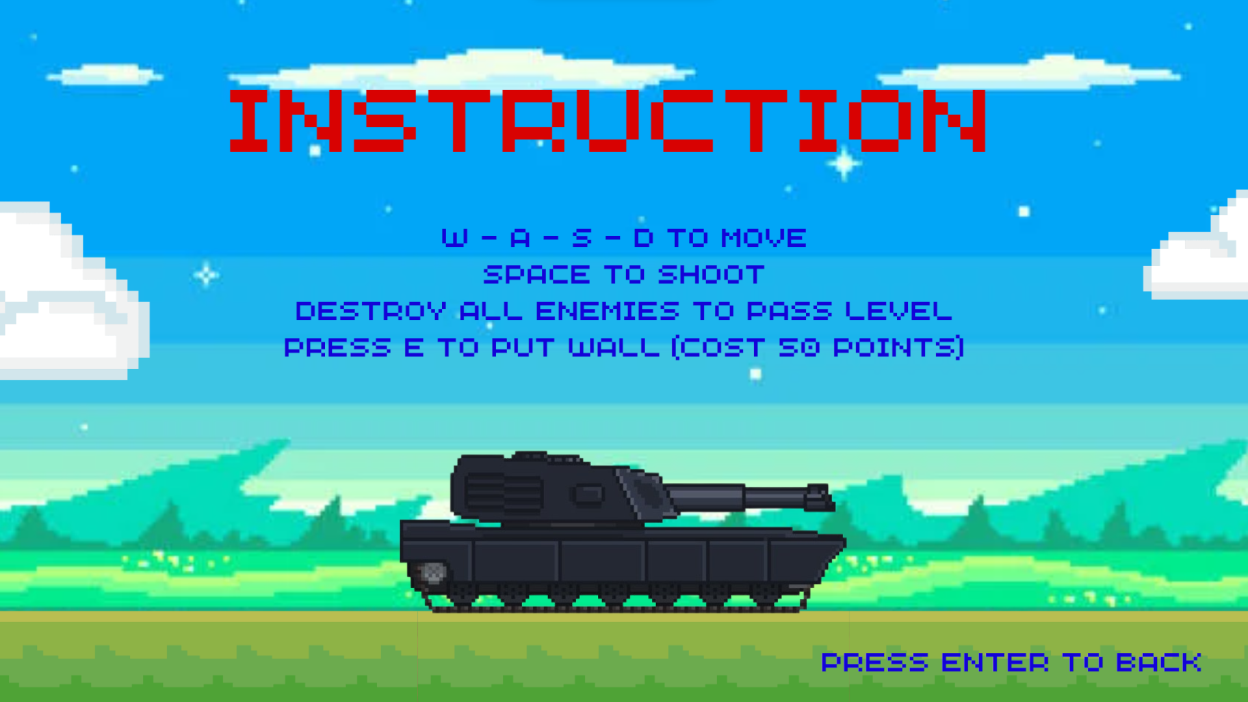 INSTRUCTION
W - A - S - D TO MOVE
SPACE TO SHOOT
DESTROY ALL ENEMIES TO PASS LEVEL
PRESS E TO PUT WALL (COST 50 POINTS)
PRESS ENTER TO BACK